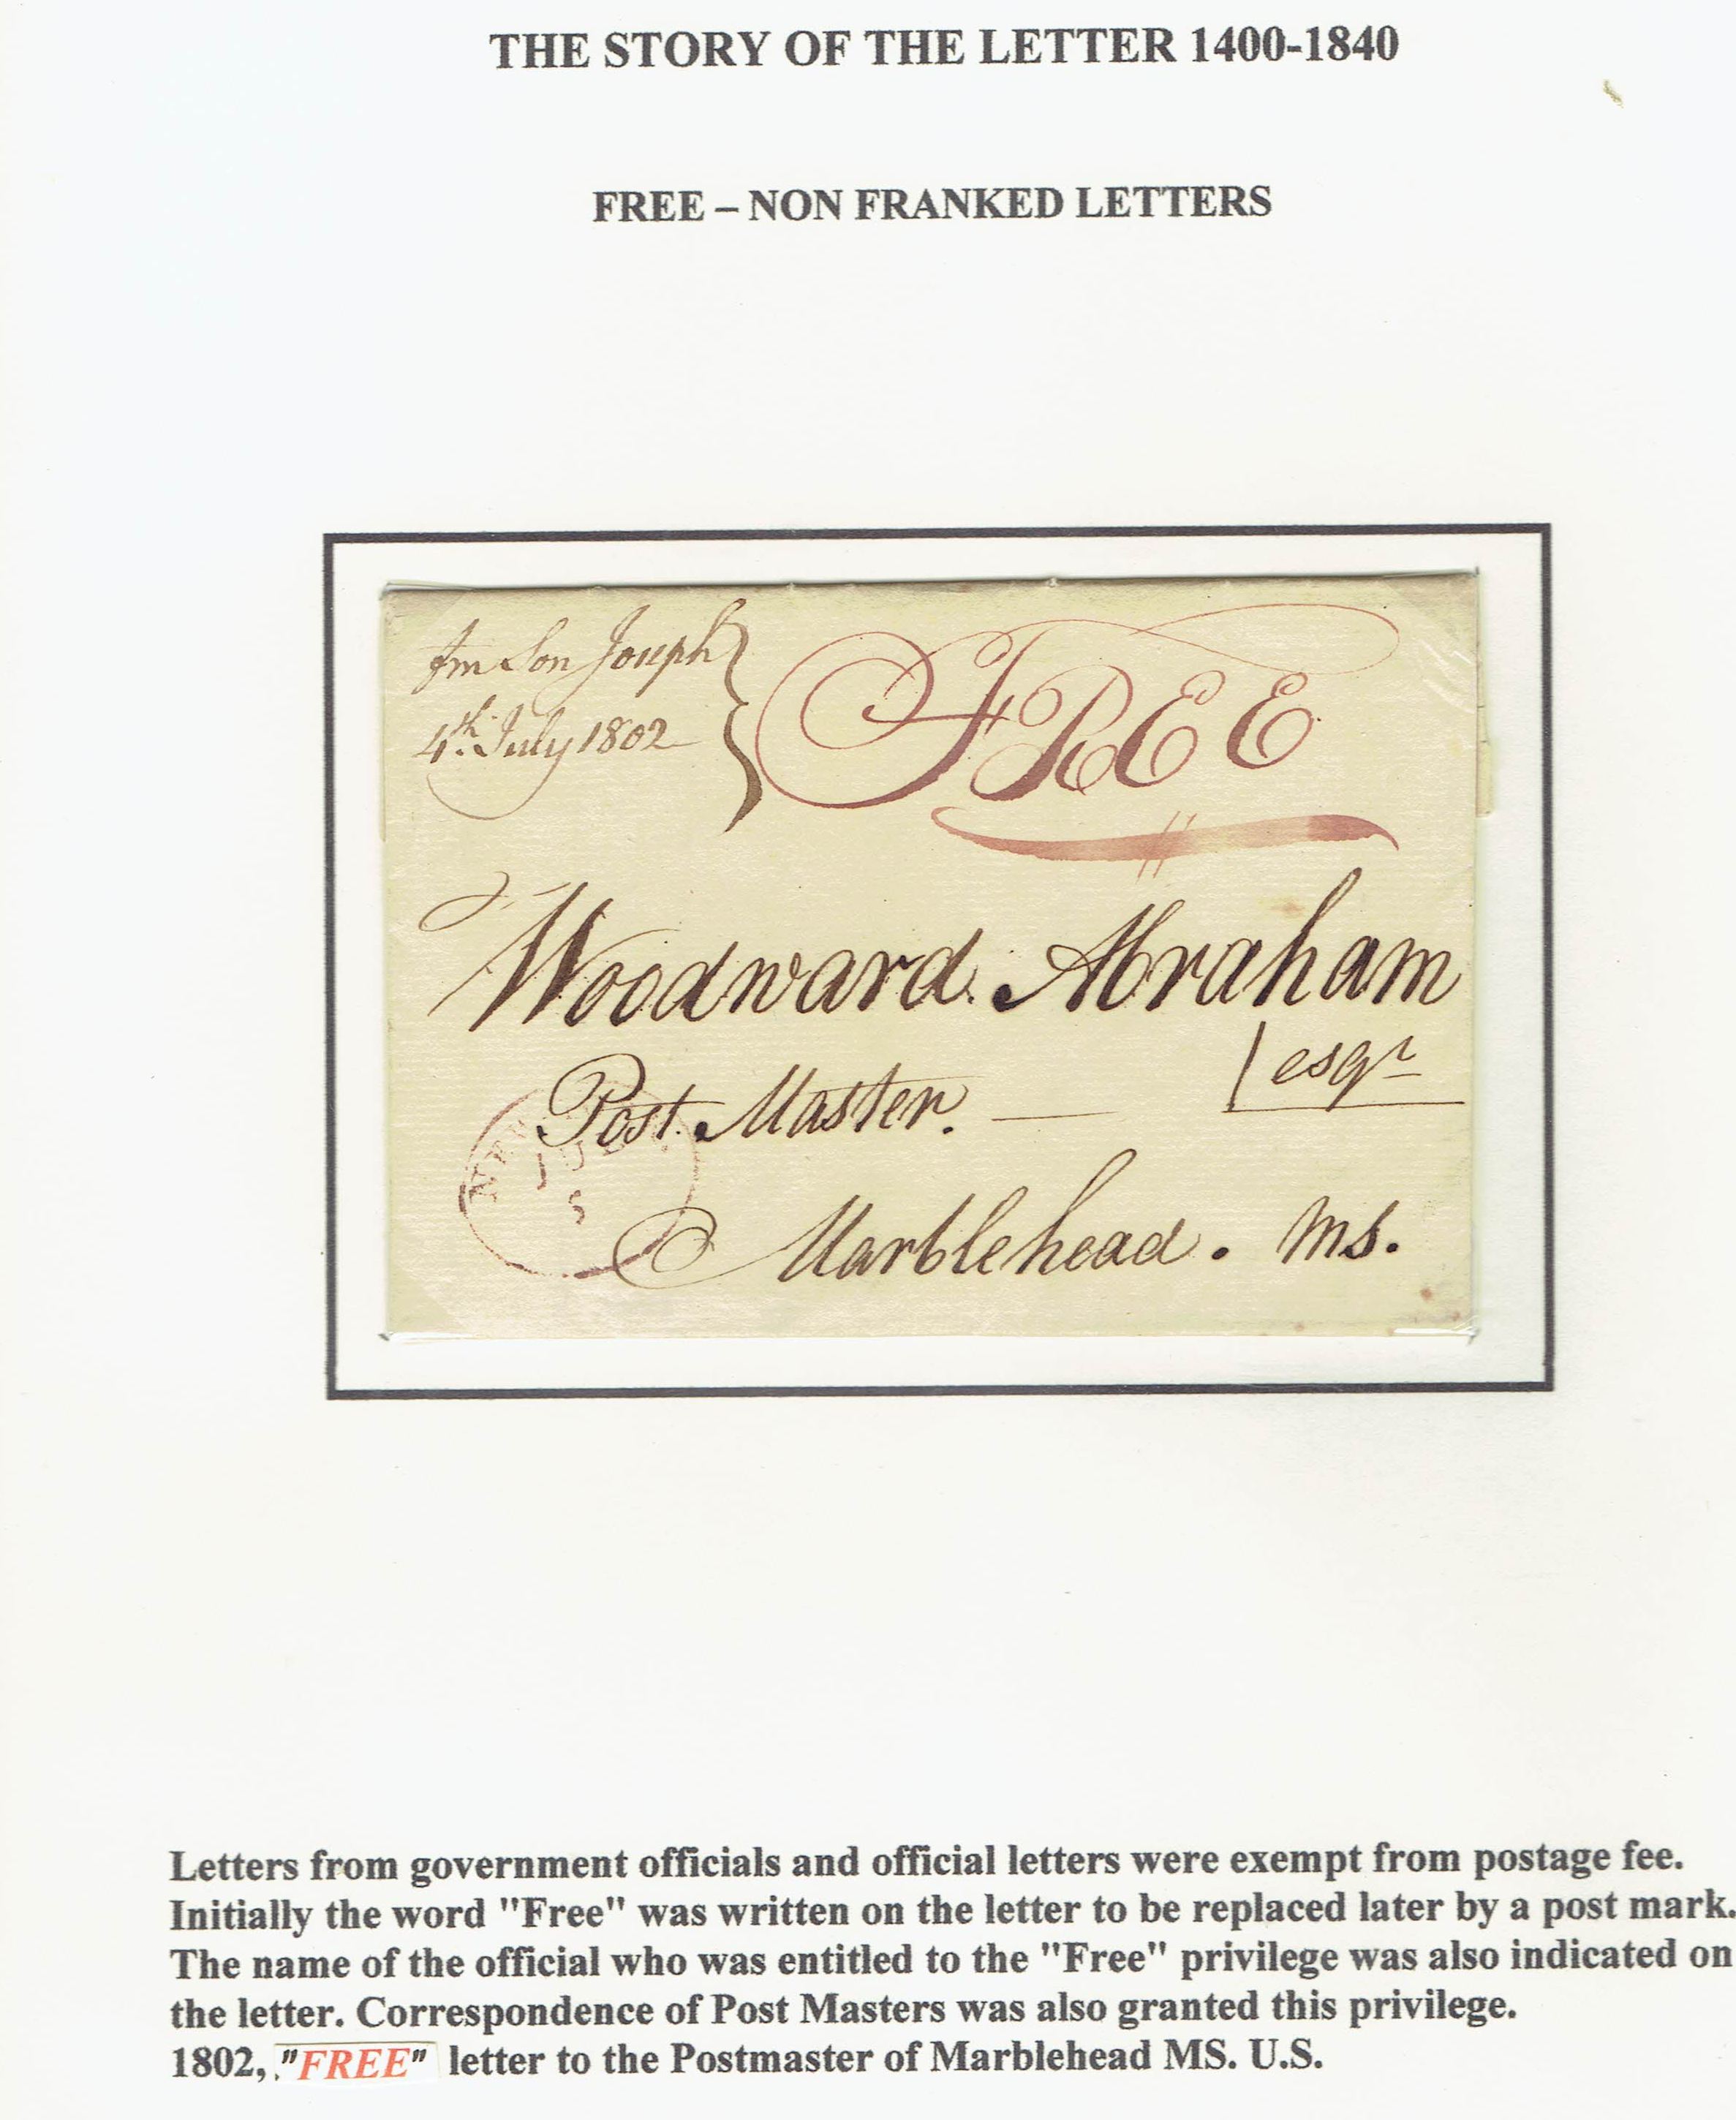 THE STORY OF THE LETTER 1400-1840
FREE – NON FRANKED LETTERS
fm Son Joseph
4th July 1802
FREE
Woodward Abraham
esqr
Post Master.
JUL
5
Marblehead. Ms.
Letters from government officials and official letters were exempt from postage fee.
Initially the word "Free" was written on the letter to be replaced later by a post mark.
The name of the official who was entitled to the "Free" privilege was also indicated on
the letter. Correspondence of Post Masters was also granted this privilege.
1802, "FREE" letter to the Postmaster of Marblehead MS. U.S.